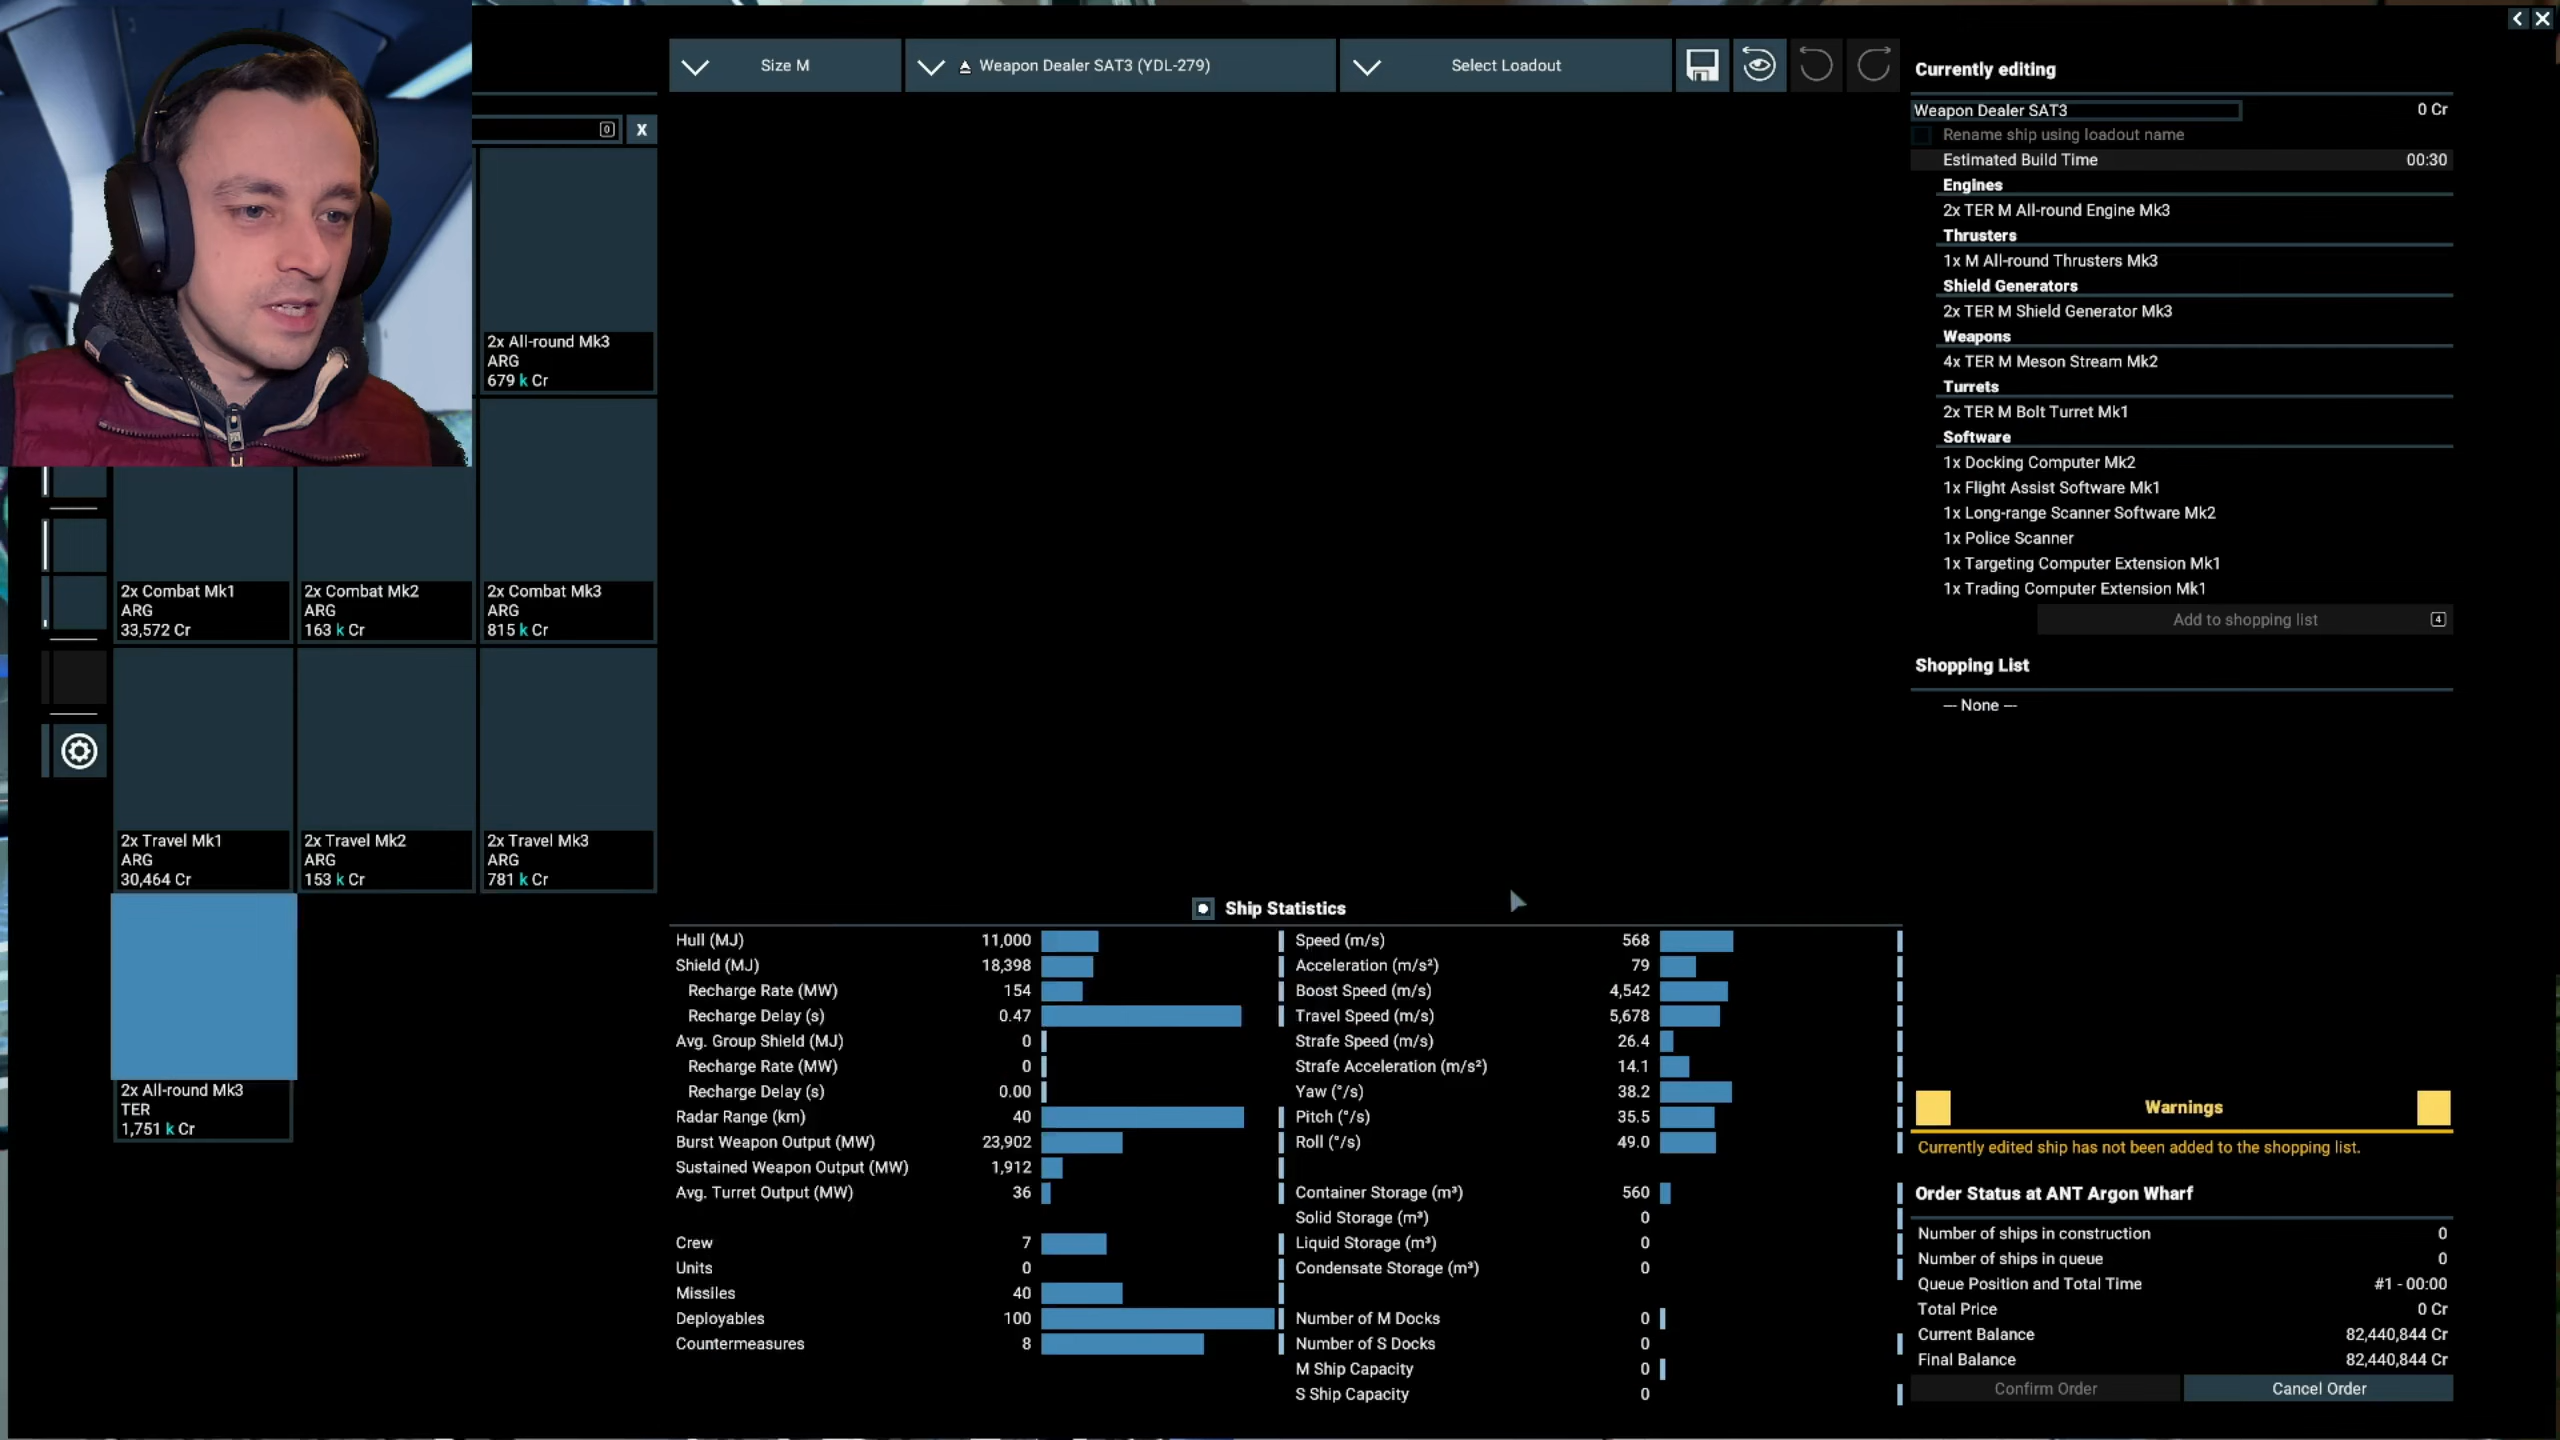 Size M
Weapon Dealer SAT3 (YDL-279)
Select Loadout
0
X
2x All-round Mk3
ARG
679 k Cr
2x Combat Mk1
ARG
33,572 Cr
2x Combat Mk2
ARG
163 k Cr
2x Combat Mk3
ARG
815 k Cr
2x Travel Mk1
ARG
30,464 Cr
2x Travel Mk2
ARG
153 k Cr
2x Travel Mk3
ARG
781 k Cr
2x All-round Mk3
TER
1,751 k Cr
Ship Statistics
Hull (MJ) 11,000
Shield (MJ) 18,398
Recharge Rate (MW) 154
Recharge Delay (s) 0.47
Avg. Group Shield (MJ) 0
Recharge Rate (MW) 0
Recharge Delay (s) 0.00
Radar Range (km) 40
Burst Weapon Output (MW) 23,902
Sustained Weapon Output (MW) 1,912
Avg. Turret Output (MW) 36
Crew 7
Units 0
Missiles 40
Deployables 100
Countermeasures 8
Speed (m/s) 568
Acceleration (m/s²) 79
Boost Speed (m/s) 4,542
Travel Speed (m/s) 5,678
Strafe Speed (m/s) 26.4
Strafe Acceleration (m/s²) 14.1
Yaw (°/s) 38.2
Pitch (°/s) 35.5
Roll (°/s) 49.0
Container Storage (m³) 560
Solid Storage (m³) 0
Liquid Storage (m³) 0
Condensate Storage (m³) 0
Number of M Docks 0
Number of S Docks 0
M Ship Capacity 0
S Ship Capacity 0
Currently editing
Weapon Dealer SAT3 0 Cr
Rename ship using loadout name
Estimated Build Time 00:30
Engines
2x TER M All-round Engine Mk3
Thrusters
1x M All-round Thrusters Mk3
Shield Generators
2x TER M Shield Generator Mk3
Weapons
4x TER M Meson Stream Mk2
Turrets
2x TER M Bolt Turret Mk1
Software
1x Docking Computer Mk2
1x Flight Assist Software Mk1
1x Long-range Scanner Software Mk2
1x Police Scanner
1x Targeting Computer Extension Mk1
1x Trading Computer Extension Mk1
Add to shopping list 4
Shopping List
— None —
Warnings
Currently edited ship has not been added to the shopping list.
Order Status at ANT Argon Wharf
Number of ships in construction 0
Number of ships in queue 0
Queue Position and Total Time #1 - 00:00
Total Price 0 Cr
Current Balance 82,440,844 Cr
Final Balance 82,440,844 Cr
Confirm Order
Cancel Order